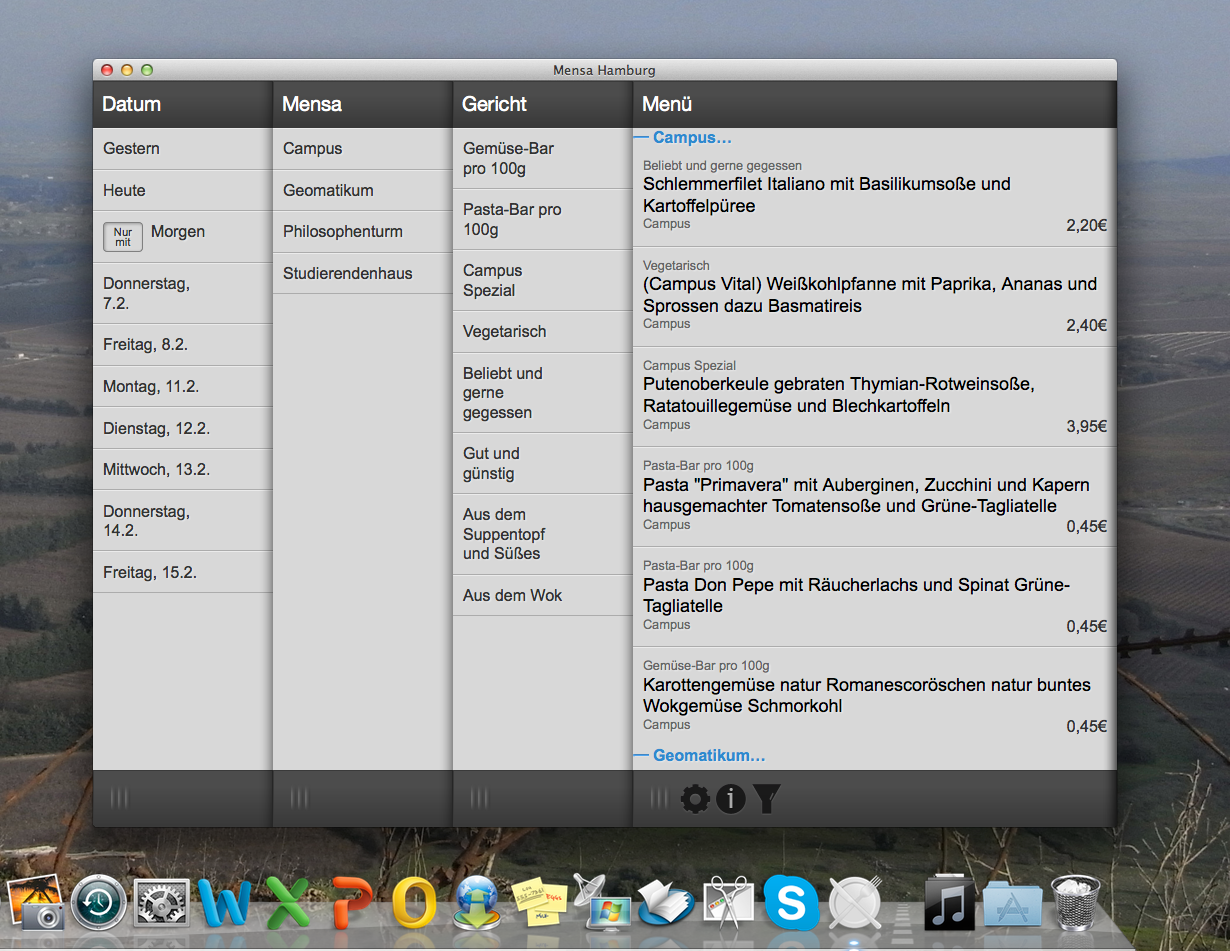 Mensa Hamburg
Datum
Gestern
Heute
Nur
mit
Morgen
Donnerstag,
7.2.
Freitag, 8.2.
Montag, 11.2.
Dienstag, 12.2.
Mittwoch, 13.2.
Donnerstag,
14.2.
Freitag, 15.2.
Mensa
Campus
Geomatikum
Philosophenturm
Studierendenhaus
Gericht
Gemüse-Bar
pro 100g
Pasta-Bar pro
100g
Campus
Spezial
Vegetarisch
Beliebt und
gerne
gegessen
Gut und
günstig
Aus dem
Suppentopf
und Süßes
Aus dem Wok
Menü
Campus…
Beliebt und gerne gegessen
Schlemmerfilet Italiano mit Basilikumsoße und
Kartoffelpüree
Campus
2,20€
Vegetarisch
(Campus Vital) Weißkohlpfanne mit Paprika, Ananas und
Sprossen dazu Basmatireis
Campus
2,40€
Campus Spezial
Putenoberkeule gebraten Thymian-Rotweinsoße,
Ratatouillegemüse und Blechkartoffeln
Campus
3,95€
Pasta-Bar pro 100g
Pasta "Primavera" mit Auberginen, Zucchini und Kapern
hausgemachter Tomatensoße und Grüne-Tagliatelle
Campus
0,45€
Pasta-Bar pro 100g
Pasta Don Pepe mit Räucherlachs und Spinat Grüne-
Tagliatelle
Campus
0,45€
Gemüse-Bar pro 100g
Karottengemüse natur Romanescoröschen natur buntes
Wokgemüse Schmorkohl
Campus
0,45€
Geomatikum…